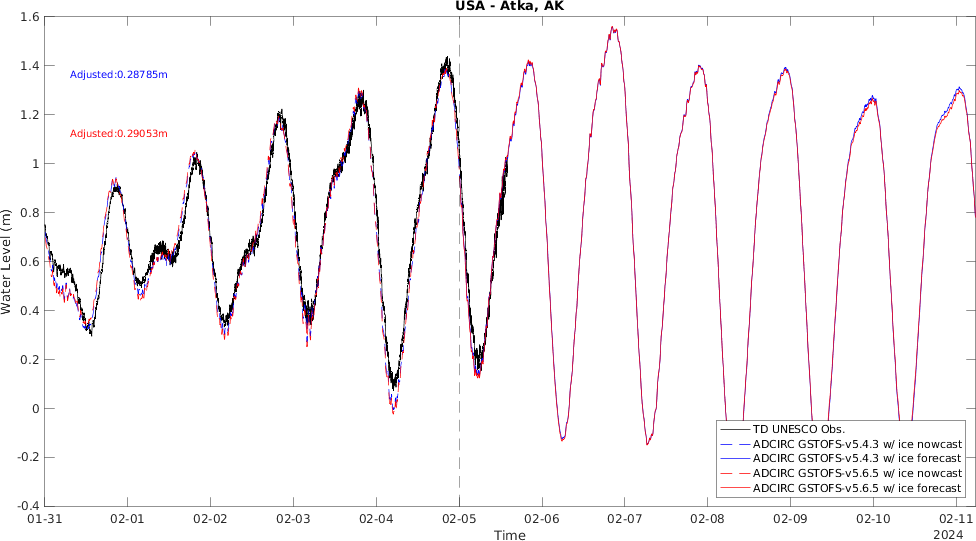 USA - Atka, AK
1.6
1.4
1.2
1
0.8
0.6
0.4
0.2
0
-0.2
-0.4
Water Level (m)
Adjusted:0.28785m
Adjusted:0.29053m
TD UNESCO Obs.
ADCIRC GSTOFS-v5.4.3 w/ ice nowcast
ADCIRC GSTOFS-v5.4.3 w/ ice forecast
ADCIRC GSTOFS-v5.6.5 w/ ice nowcast
ADCIRC GSTOFS-v5.6.5 w/ ice forecast
01-31 02-01 02-02 02-03 02-04 02-05 02-06 02-07 02-08 02-09 02-10 02-11
Time
2024